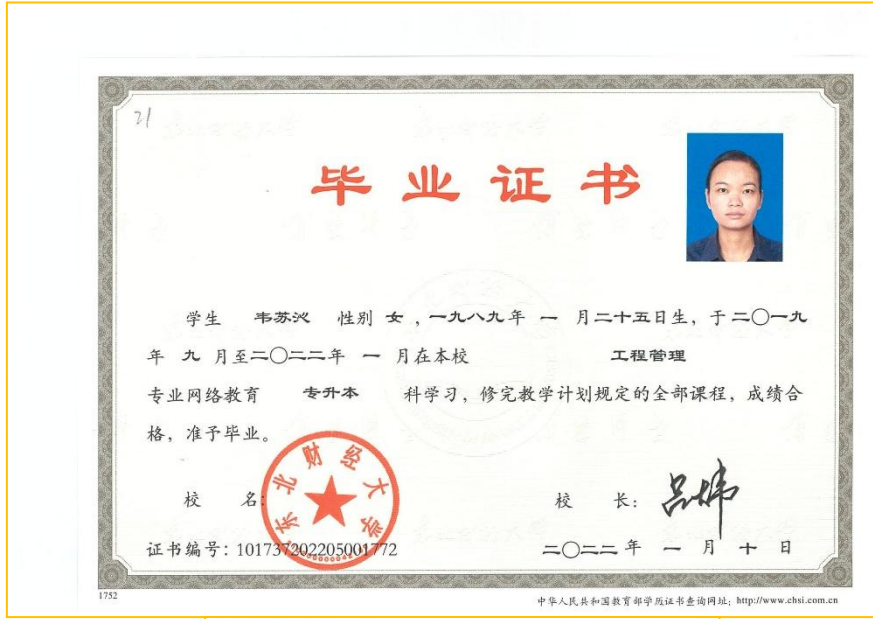 21
毕业证书
学生 韦苏沁 性别 女 ，一九八九年 一 月二十五日生，于二〇一九
年 九 月至二〇二二年 一 月在本校 工程管理
专业网络教育 专升本 科学习，修完教学计划规定的全部课程，成绩合
格，准予毕业。
东北财经大学
校 名： 校 长：吕炜
证书编号：101737202205001772 二〇二二年 一 月 十 日
1752
中华人民共和国教育部学历证书查询网址：http://www.chsi.com.cn